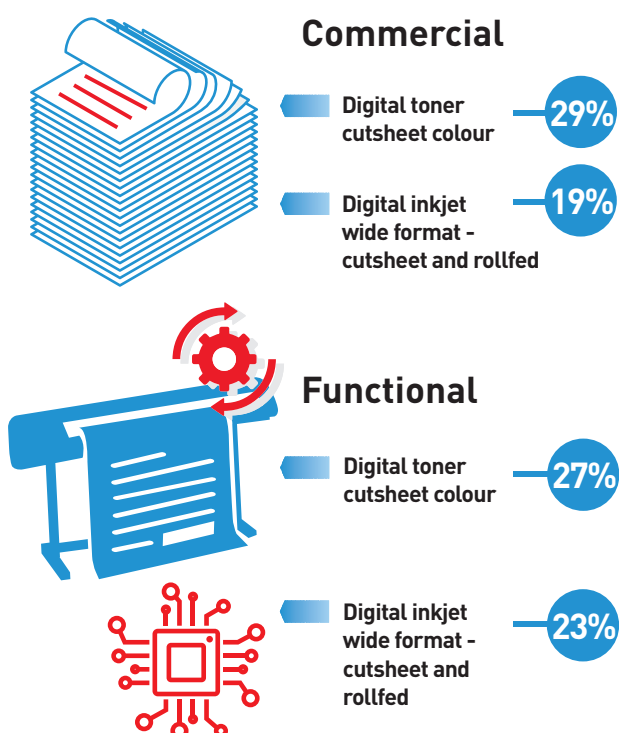 Commercial
Digital toner
cutsheet colour
29%
Digital inkjet
wide format -
cutsheet and rollfed
19%
Functional
Digital toner
cutsheet colour
27%
Digital inkjet
wide format -
cutsheet and
rollfed
23%